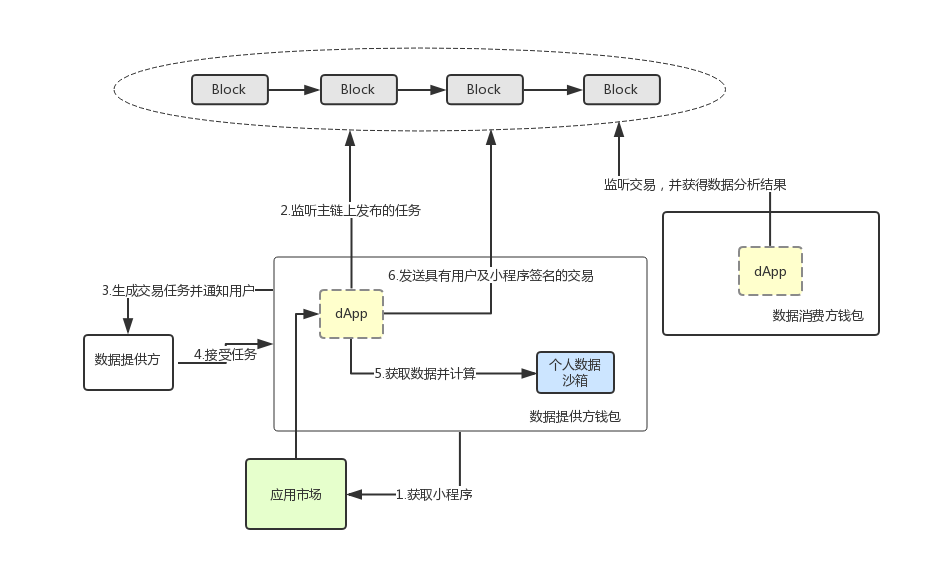 Block
Block
Block
Block
监听交易，并获得数据分析结果
2.监听主链上发布的任务
dApp
数据消费方钱包
6.发送具有用户及小程序签名的交易
3.生成交易任务并通知用户
dApp
数据提供方
4.接受任务
5.获取数据并计算
个人数据
沙箱
数据提供方钱包
应用市场
1.获取小程序